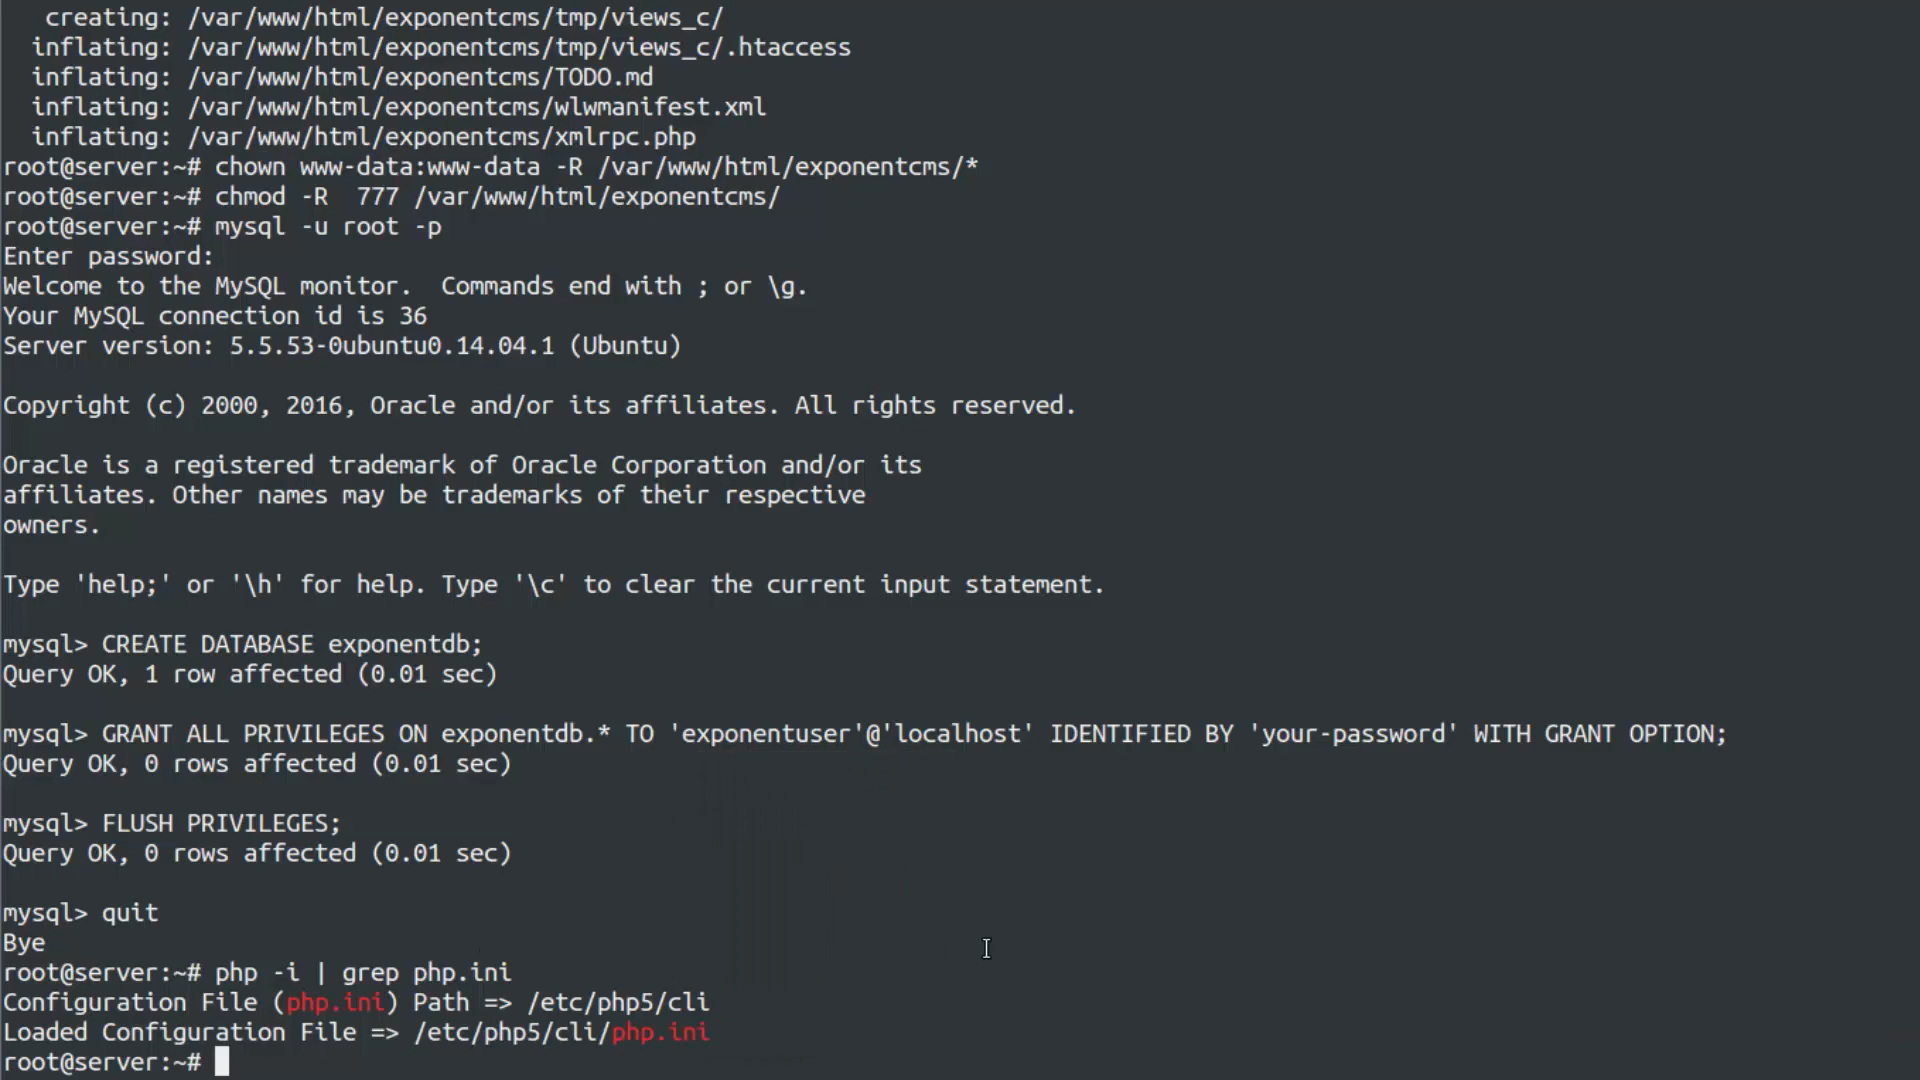 creating: /var/www/html/exponentcms/tmp/views_c/
inflating: /var/www/html/exponentcms/tmp/views_c/.htaccess
inflating: /var/www/html/exponentcms/TODO.md
inflating: /var/www/html/exponentcms/wlwmanifest.xml
inflating: /var/www/html/exponentcms/xmlrpc.php
root@server:~# chown www-data:www-data -R /var/www/html/exponentcms/*
root@server:~# chmod -R  777 /var/www/html/exponentcms/
root@server:~# mysql -u root -p
Enter password:
Welcome to the MySQL monitor.  Commands end with ; or \g.
Your MySQL connection id is 36
Server version: 5.5.53-0ubuntu0.14.04.1 (Ubuntu)
Copyright (c) 2000, 2016, Oracle and/or its affiliates. All rights reserved.
Oracle is a registered trademark of Oracle Corporation and/or its
affiliates. Other names may be trademarks of their respective
owners.
Type 'help;' or '\h' for help. Type '\c' to clear the current input statement.
mysql> CREATE DATABASE exponentdb;
Query OK, 1 row affected (0.01 sec)
mysql> GRANT ALL PRIVILEGES ON exponentdb.* TO 'exponentuser'@'localhost' IDENTIFIED BY 'your-password' WITH GRANT OPTION;
Query OK, 0 rows affected (0.01 sec)
mysql> FLUSH PRIVILEGES;
Query OK, 0 rows affected (0.01 sec)
mysql> quit
Bye
root@server:~# php -i | grep php.ini
Configuration File (php.ini) Path => /etc/php5/cli
Loaded Configuration File => /etc/php5/cli/php.ini
root@server:~#